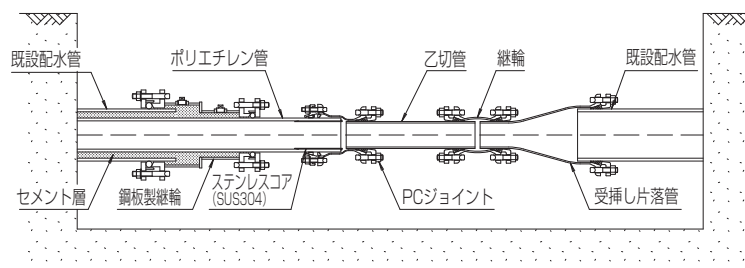 既設配水管
ポリエチレン管
乙切管
継輪
既設配水管
セメント層
鋼板製継輪
ステンレスコア
(SUS304)
PCジョイント
受挿し片落管